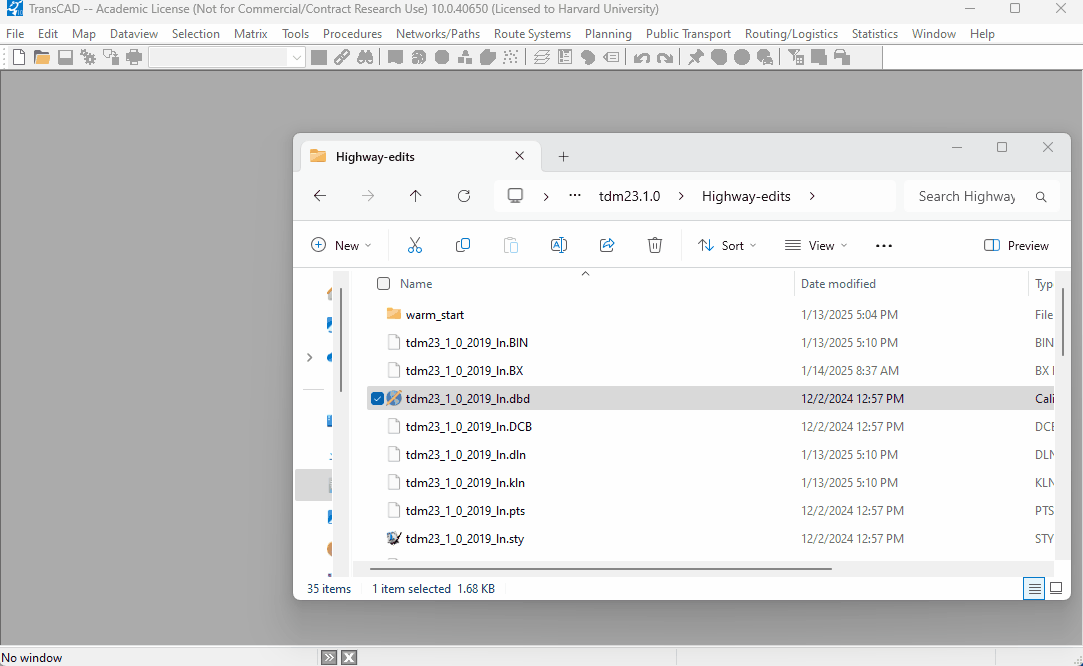 TransCAD -- Academic License (Not for Commercial/Contract Research Use) 10.0.40650 (Licensed to Harvard University)
File Edit Map Dataview Selection Matrix Tools Procedures Networks/Paths Route Systems Planning Public Transport Routing/Logistics Statistics Window Help
Highway-edits
tdm23.1.0 Highway-edits Search Highway
New Sort View Preview
Name Date modified Typ
warm_start 1/13/2025 5:04 PM File
tdm23_1_0_2019_ln.BIN 1/13/2025 5:10 PM BIN
tdm23_1_0_2019_ln.BX 1/14/2025 8:37 AM BX
tdm23_1_0_2019_ln.dbd 12/2/2024 12:57 PM Cali
tdm23_1_0_2019_ln.DCB 12/2/2024 12:57 PM DCB
tdm23_1_0_2019_ln.dln 1/13/2025 5:10 PM DLN
tdm23_1_0_2019_ln.kln 1/13/2025 5:10 PM KLN
tdm23_1_0_2019_ln.pts 12/2/2024 12:57 PM PTS
tdm23_1_0_2019_ln.sty 12/2/2024 12:57 PM STY
35 items 1 item selected 1.68 KB
No window